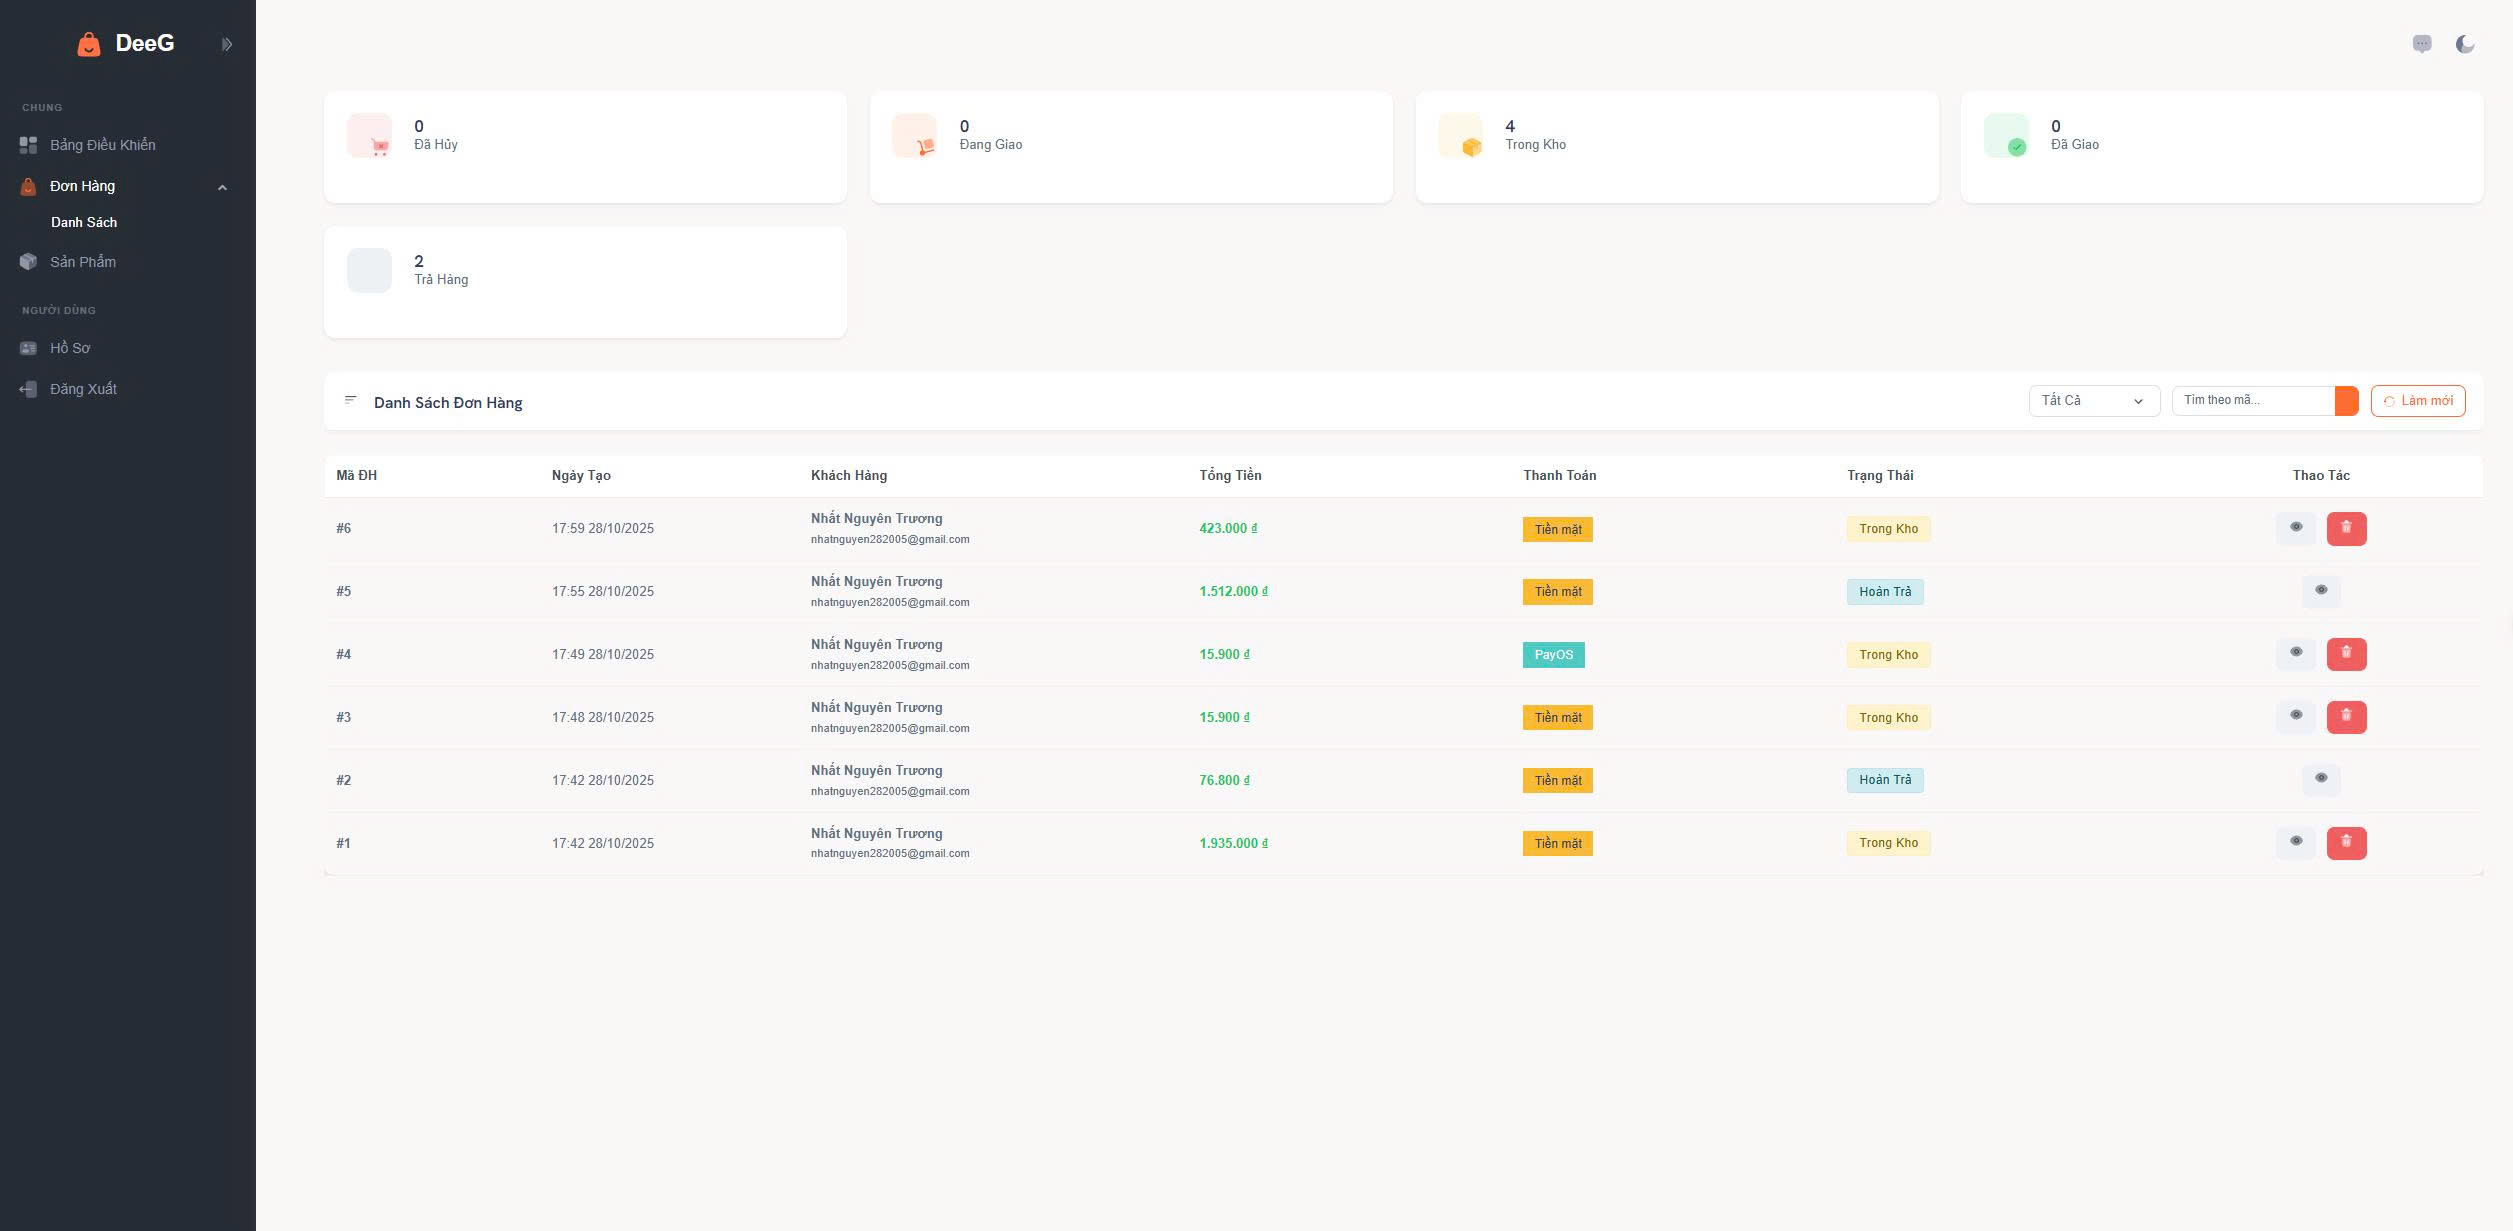 DeeG
CHUNG
Bảng Điều Khiển
Đơn Hàng
Danh Sách
Sản Phẩm
NGƯỜI DÙNG
Hồ Sơ
Đăng Xuất
0
Đã Hủy
0
Đang Giao
4
Trong Kho
0
Đã Giao
2
Trả Hàng
Danh Sách Đơn Hàng
Tất Cả
Tìm theo mã...
Làm mới
Mã ĐH Ngày Tạo Khách Hàng Tổng Tiền Thanh Toán Trạng Thái Thao Tác
#6 17:59 28/10/2025 Nhất Nguyên Trương 423.000 ₫ Tiền mặt Trong Kho
nhatnguyen282005@gmail.com
#5 17:55 28/10/2025 Nhất Nguyên Trương 1.512.000 ₫ Tiền mặt Hoàn Trả
nhatnguyen282005@gmail.com
#4 17:49 28/10/2025 Nhất Nguyên Trương 15.900 ₫ PayOS Trong Kho
nhatnguyen282005@gmail.com
#3 17:48 28/10/2025 Nhất Nguyên Trương 15.900 ₫ Tiền mặt Trong Kho
nhatnguyen282005@gmail.com
#2 17:42 28/10/2025 Nhất Nguyên Trương 76.800 ₫ Tiền mặt Hoàn Trả
nhatnguyen282005@gmail.com
#1 17:42 28/10/2025 Nhất Nguyên Trương 1.935.000 ₫ Tiền mặt Trong Kho
nhatnguyen282005@gmail.com